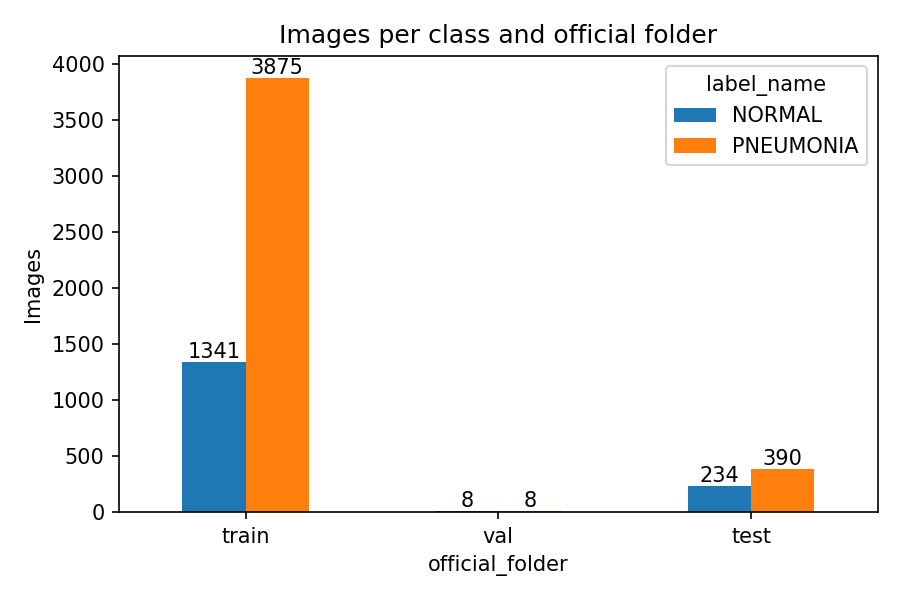 Images per class and official folder
label_name
NORMAL
PNEUMONIA
Images
4000
3500
3000
2500
2000
1500
1000
500
0
1341
3875
8
8
234
390
train
val
test
official_folder